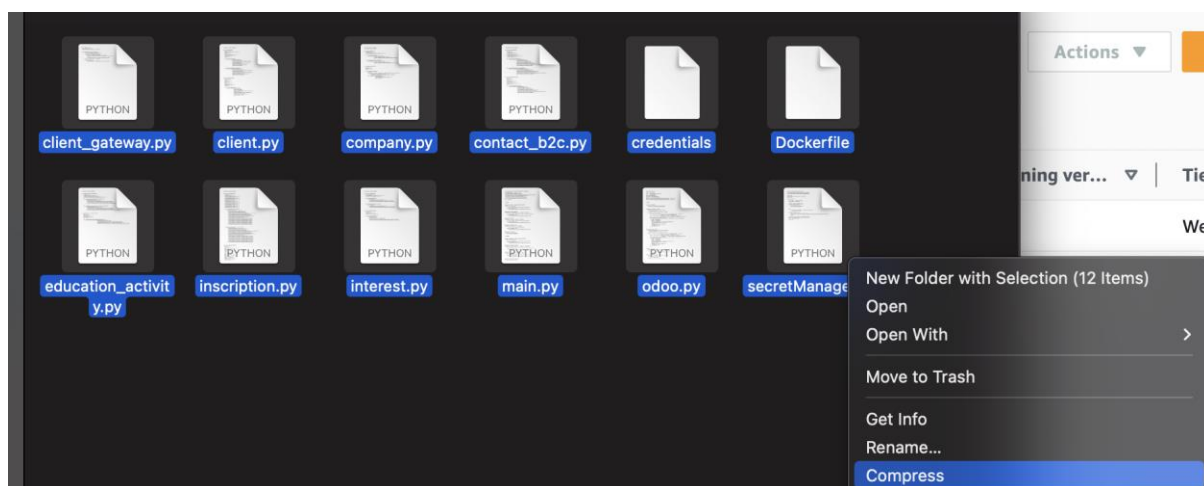 Actions
PYTHON
PYTHON
PYTHON
PYTHON
client_gateway.py
client.py
company.py
contact_b2c.py
credentials
Dockerfile
ning ver...
Tie
We
PYTHON
PYTHON
PYTHON
PYTHON
PYTHON
PYTHON
education_activit
y.py
inscription.py
interest.py
main.py
odoo.py
secretManage
New Folder with Selection (12 Items)
Open
Open With
Move to Trash
Get Info
Rename...
Compress